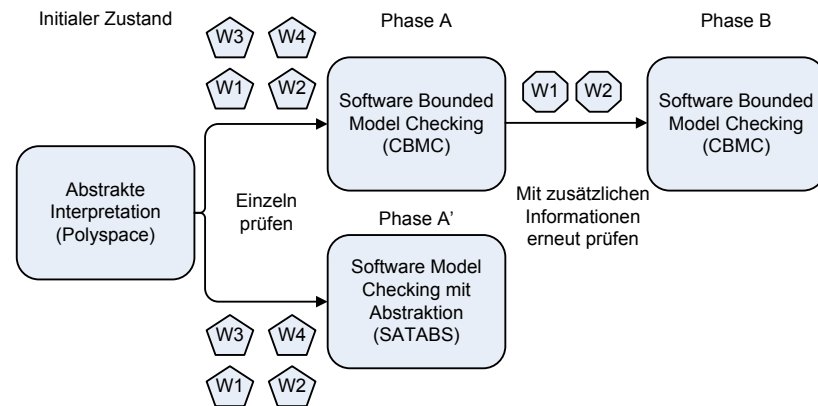 Initialer Zustand
Phase A
Phase B
W3 W4
W1 W2
Software Bounded
Model Checking
(CBMC)
W1 W2
Software Bounded
Model Checking
(CBMC)
Abstrakte
Interpretation
(Polyspace)
Einzeln
prüfen
Mit zusätzlichen
Informationen
erneut prüfen
Phase A'
Software Model
Checking mit
Abstraktion
(SATABS)
W3 W4
W1 W2